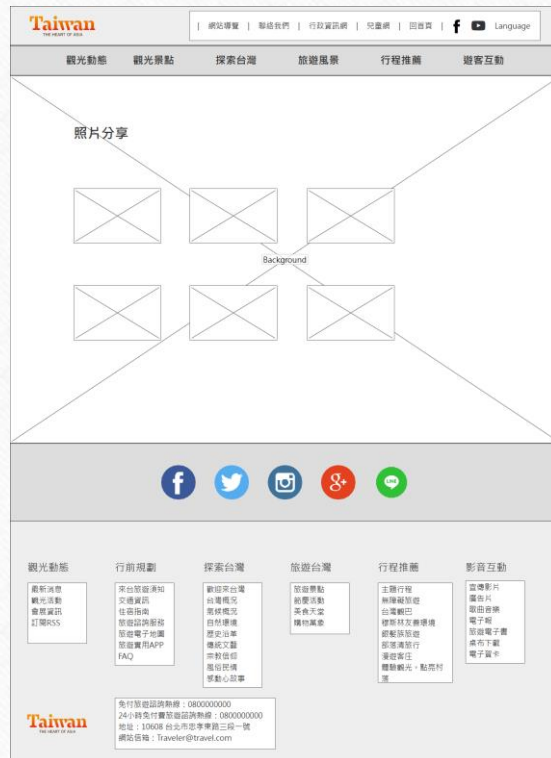 Taiwan
THE HEART OF ASIA
| 網站導覽 | 聯絡我們 | 行政資訊網 | 兒童網 | 回首頁 | Language
觀光動態 觀光景點 探索台灣 旅遊風景 行程推薦 遊客互動
照片分享
Background
觀光動態
最新消息
觀光活動
會展資訊
訂閱RSS
行前規劃
來台旅遊須知
交通資訊
住宿指南
旅遊諮詢服務
旅遊電子地圖
旅遊實用APP
FAQ
探索台灣
歡迎來台灣
台灣概況
氣候概況
自然環境
歷史沿革
傳統文藝
宗教信仰
風俗民情
感動心故事
旅遊台灣
旅遊景點
節慶活動
美食天堂
購物萬象
行程推薦
主題行程
無障礙旅遊
台灣觀巴
穆斯林友善環境
銀髮族旅遊
部落清旅行
漫遊客庄
體驗觀光，點亮村
落
影音互動
宣傳影片
廣告片
歌曲音樂
電子報
旅遊電子書
桌布下載
電子賀卡
Taiwan
THE HEART OF ASIA
免付旅遊諮詢熱線：0800000000
24小時免付費旅遊諮詢熱線：0800000000
地址：10608 台北市忠孝東路三段一號
網站信箱：Traveler@travel.com